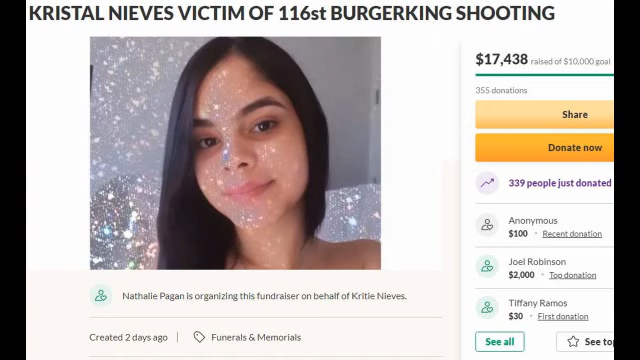 KRISTAL NIEVES VICTIM OF 116st BURGERKING SHOOTING
$17,438 raised of $10,000 goal
355 donations
Share
Donate now
339 people just donated
Anonymous
$100 • Recent donation
Joel Robinson
$2,000 • Top donation
Tiffany Ramos
$30 • First donation
See all
See top
Nathalie Pagan is organizing this fundraiser on behalf of Kritie Nieves.
Created 2 days ago | Funerals & Memorials